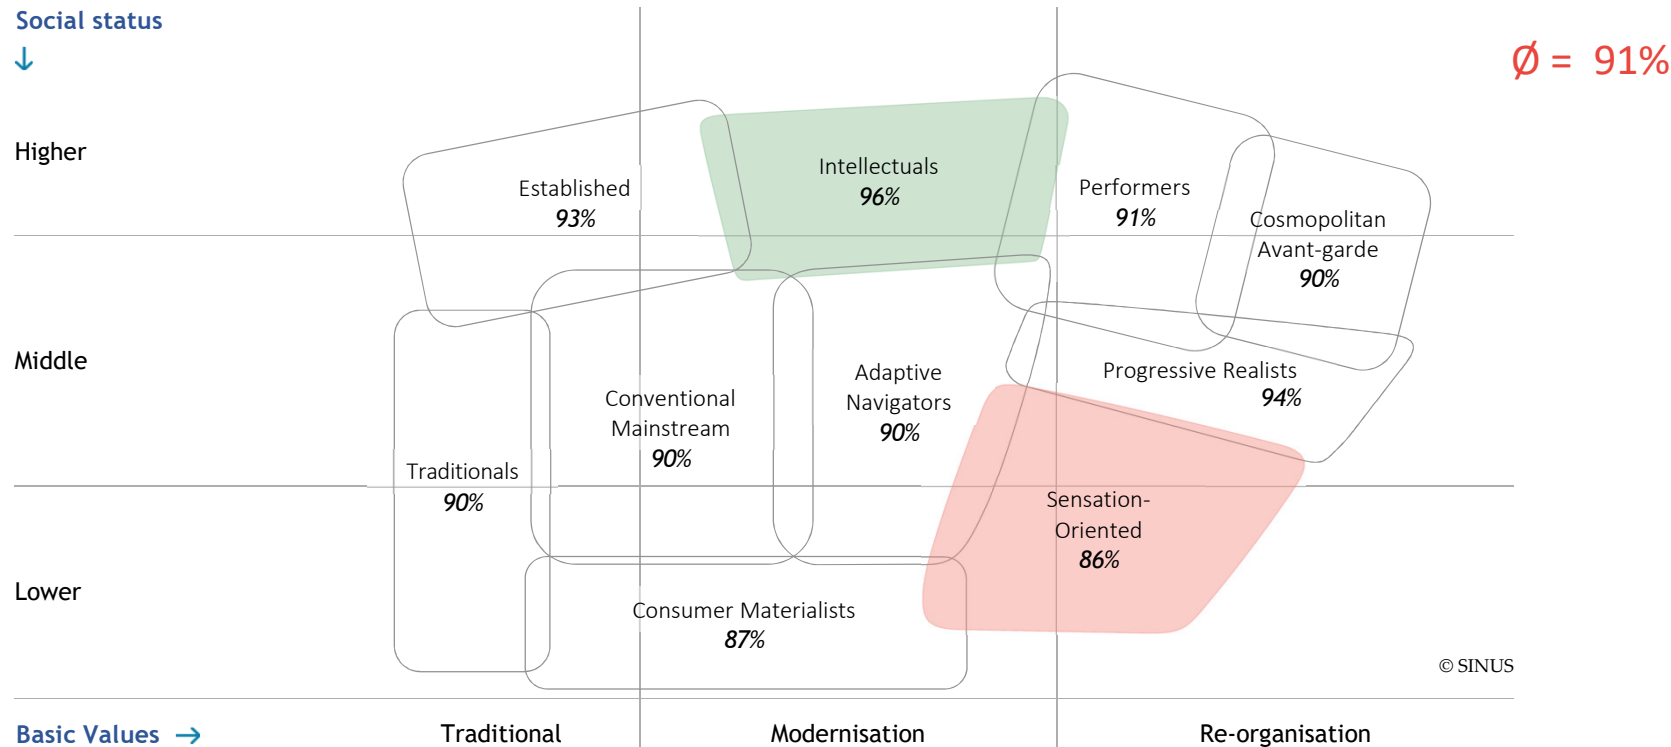 Social status
↓
Ø = 91%
Higher
Established
93%
Intellectuals
96%
Performers
91%
Cosmopolitan
Avant-garde
90%
Middle
Traditionals
90%
Conventional
Mainstream
90%
Adaptive
Navigators
90%
Progressive Realists
94%
Sensation-
Oriented
86%
Lower
Consumer Materialists
87%
© SINUS
Basic Values →
Traditional
Modernisation
Re-organisation